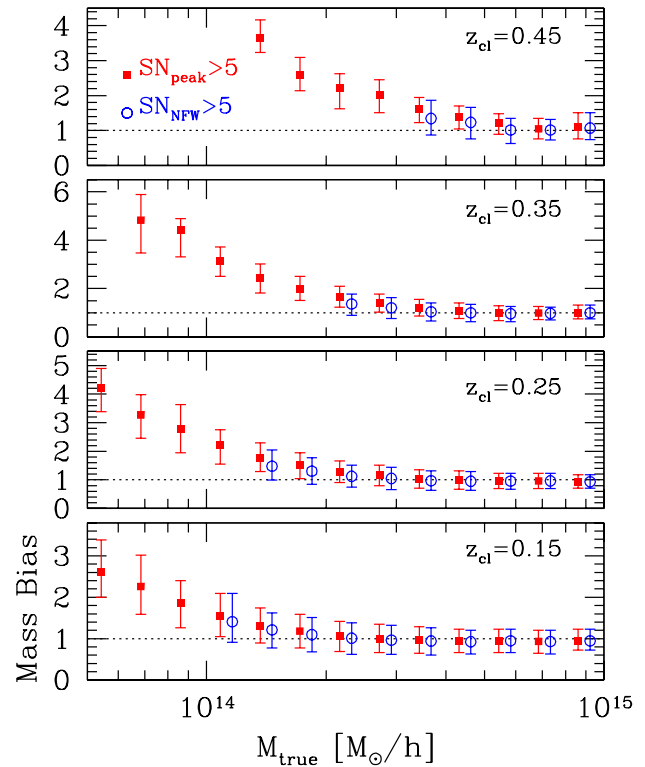 4
3
2
1
0
z_cl=0.45
SN_peak>5
SN_NFW>5
6
4
2
0
z_cl=0.35
5
4
3
2
1
0
z_cl=0.25
3
2
1
0
z_cl=0.15
Mass Bias
10^14
10^15
M_true [M_⊙/h]